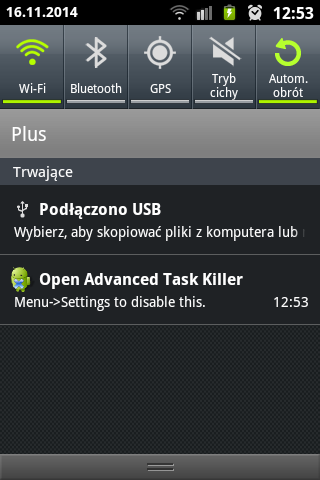 16.11.2014 12:53
Wi-Fi Bluetooth GPS Tryb cichy Autom. obrót
Plus
Trwające
Podłączono USB
Wybierz, aby skopiować pliki z komputera lub
Open Advanced Task Killer
Menu->Settings to disable this. 12:53